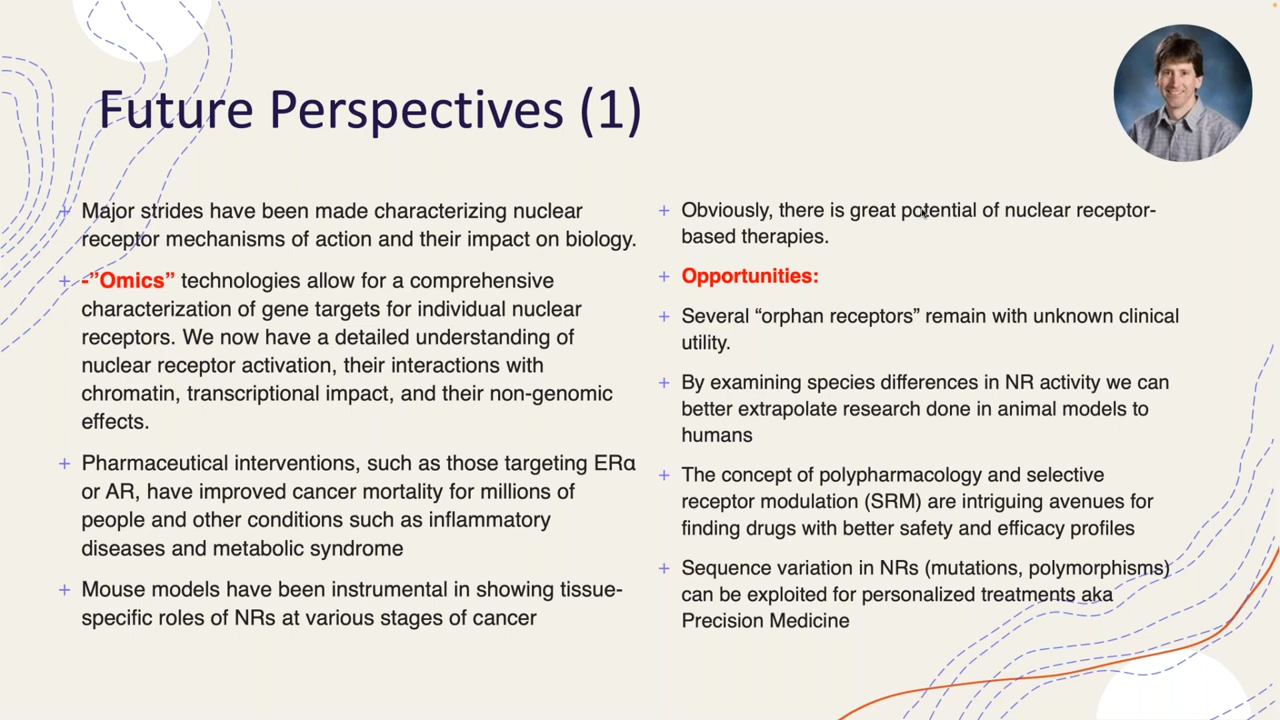 Future Perspectives (1)
+ Major strides have been made characterizing nuclear
receptor mechanisms of action and their impact on biology.
+ -”Omics” technologies allow for a comprehensive
characterization of gene targets for individual nuclear
receptors. We now have a detailed understanding of
nuclear receptor activation, their interactions with
chromatin, transcriptional impact, and their non-genomic
effects.
+ Pharmaceutical interventions, such as those targeting ERα
or AR, have improved cancer mortality for millions of
people and other conditions such as inflammatory
diseases and metabolic syndrome
+ Mouse models have been instrumental in showing tissue-
specific roles of NRs at various stages of cancer
+ Obviously, there is great potential of nuclear receptor-
based therapies.
+ Opportunities:
+ Several “orphan receptors” remain with unknown clinical
utility.
+ By examining species differences in NR activity we can
better extrapolate research done in animal models to
humans
+ The concept of polypharmacology and selective
receptor modulation (SRM) are intriguing avenues for
finding drugs with better safety and efficacy profiles
+ Sequence variation in NRs (mutations, polymorphisms)
can be exploited for personalized treatments aka
Precision Medicine